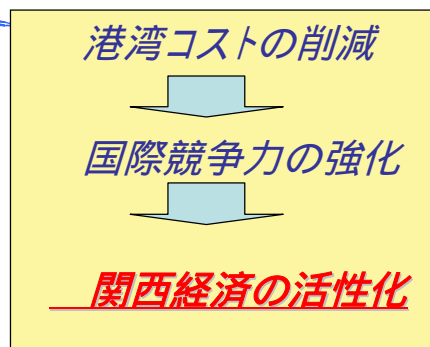 港湾コストの削減
国際競争力の強化
関西経済の活性化